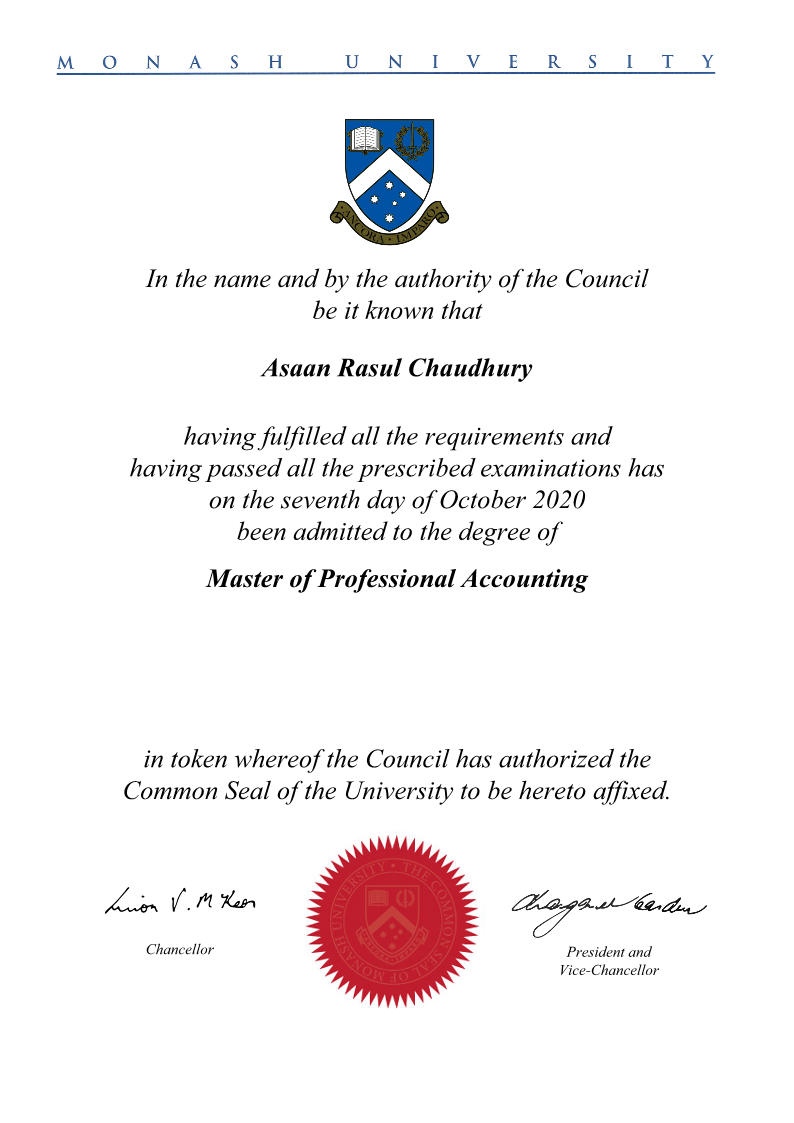 MONASH UNIVERSITY
ANCORA IMPARO
In the name and by the authority of the Council
be it known that
Asaan Rasul Chaudhury
having fulfilled all the requirements and
having passed all the prescribed examinations has
on the seventh day of October 2020
been admitted to the degree of
Master of Professional Accounting
in token whereof the Council has authorized the
Common Seal of the University to be hereto affixed.
THE COMMON SEAL OF MONASH UNIVERSITY
Chancellor
President and
Vice-Chancellor